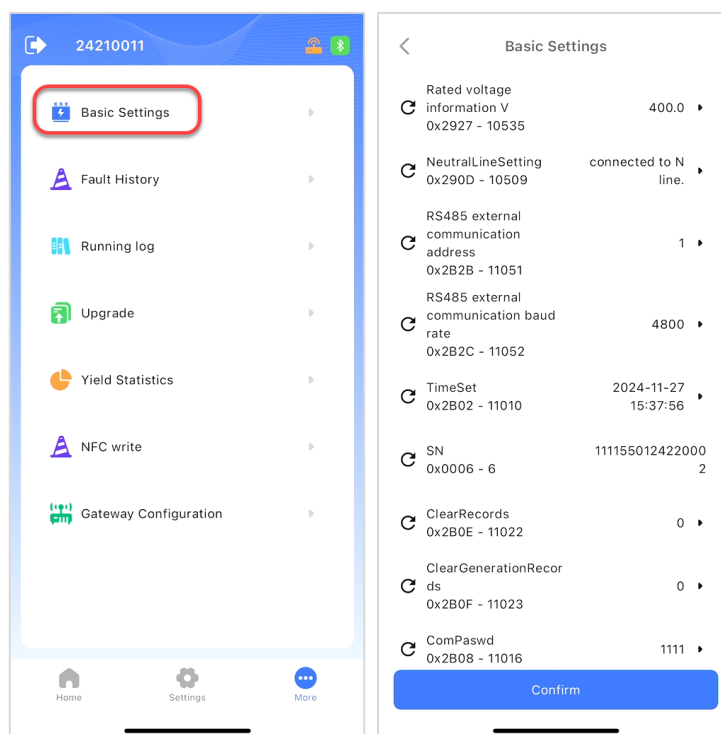 24210011
Basic Settings
Fault History
Running log
Upgrade
Yield Statistics
NFC write
Gateway Configuration
Home
Settings
More
Basic Settings
Rated voltage
information V
0x2927 - 10535
400.0
NeutralLineSetting
0x290D - 10509
connected to N
line.
RS485 external
communication
address
0x2B2B - 11051
1
RS485 external
communication baud
rate
0x2B2C - 11052
4800
TimeSet
0x2B02 - 11010
2024-11-27
15:37:56
SN
0x0006 - 6
111155012422000
2
ClearRecords
0x2B0E - 11022
0
ClearGenerationRecor
ds
0x2B0F - 11023
0
ComPaswd
0x2B08 - 11016
1111
Confirm